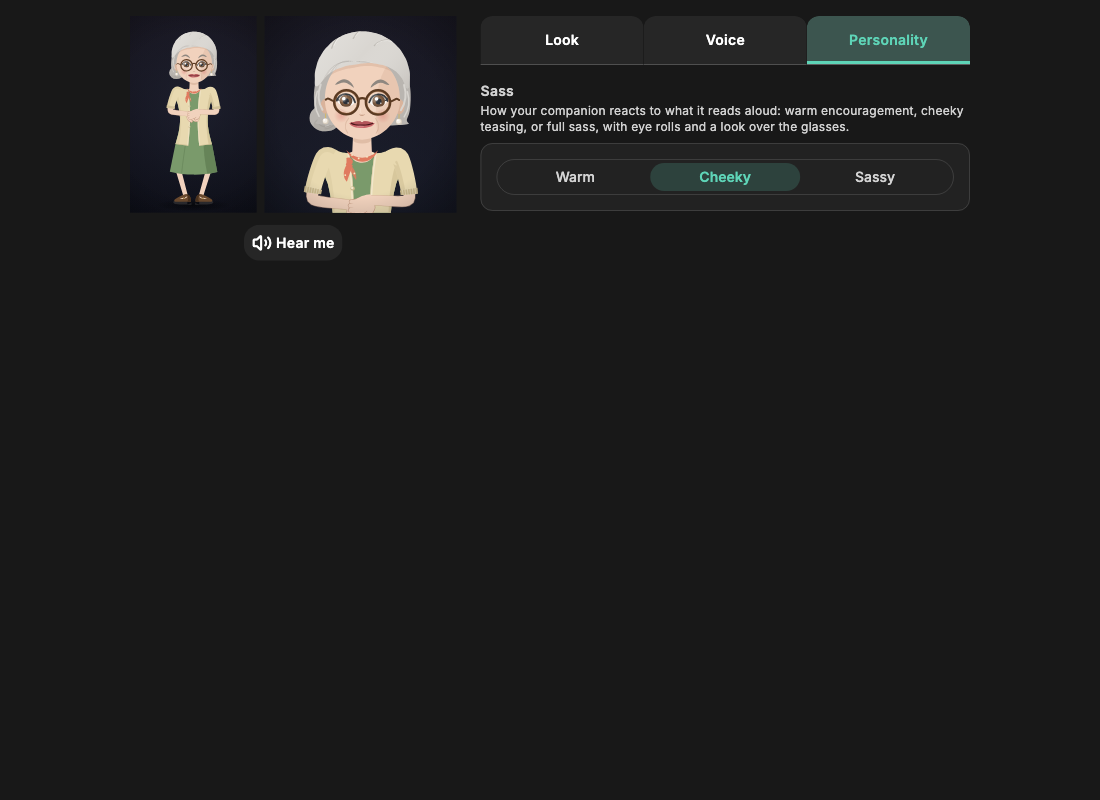 Look
Voice
Personality
Sass
How your companion reacts to what it reads aloud: warm encouragement, cheeky
teasing, or full sass, with eye rolls and a look over the glasses.
Warm
Cheeky
Sassy
Hear me